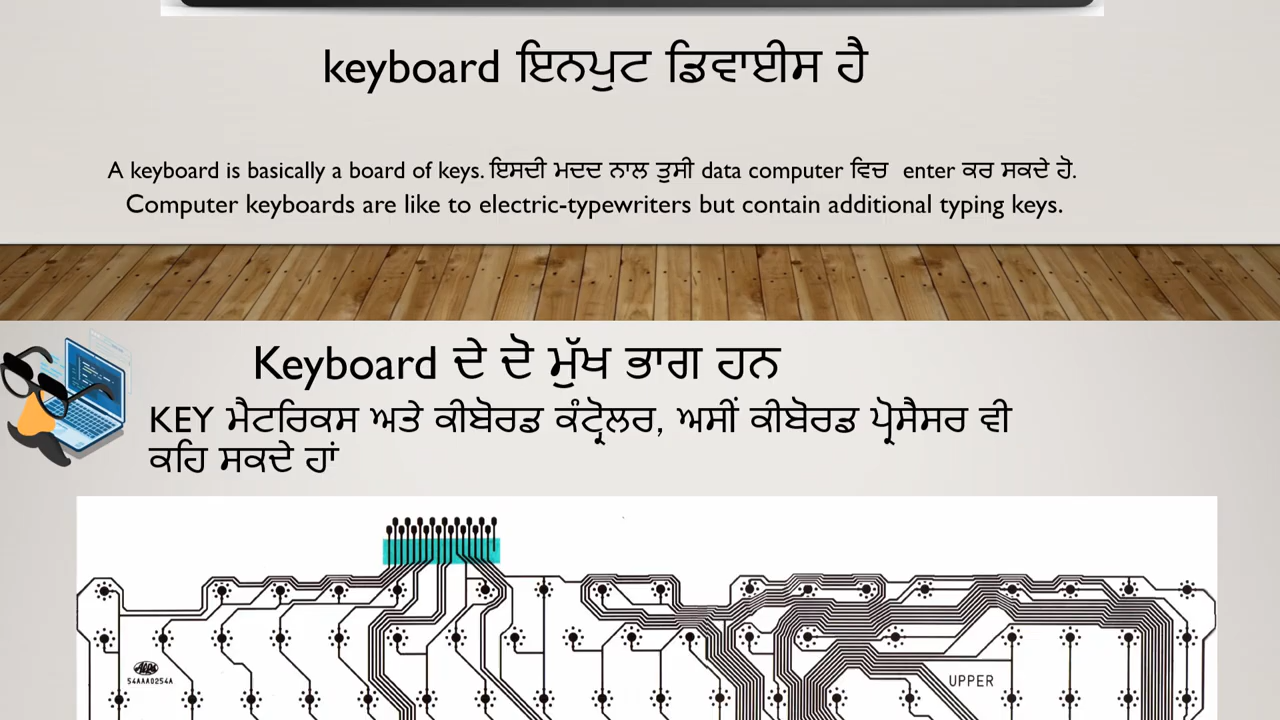 keyboard ਇਨਪੁਟ ਡਿਵਾਈਸ ਹੈ
A keyboard is basically a board of keys. ਇਸਦੀ ਮਦਦ ਨਾਲ ਤੁਸੀ data computer ਵਿਚ enter ਕਰ ਸਕਦੇ ਹੋ.
Computer keyboards are like to electric-typewriters but contain additional typing keys.
Keyboard ਦੇ ਦੋ ਮੁੱਖ ਭਾਗ ਹਨ
KEY ਮੈਟਰਿਕਸ ਅਤੇ ਕੀਬੋਰਡ ਕੰਟ੍ਰੋਲਰ, ਅਸੀਂ ਕੀਬੋਰਡ ਪ੍ਰੋਸੈਸਰ ਵੀ
ਕਹਿ ਸਕਦੇ ਹਾਂ
54AAA0254A
UPPER